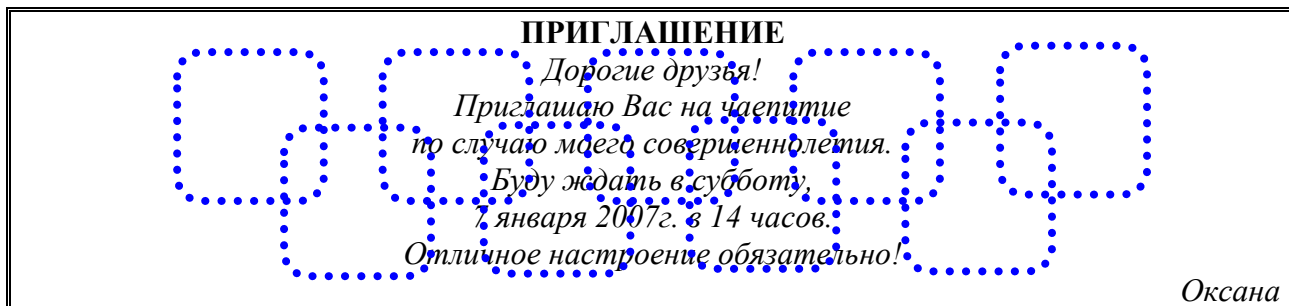 ПРИГЛАШЕНИЕ
Дорогие друзья!
Приглашаю Вас на чаепитие
по случаю моего совершеннолетия.
Буду ждать в субботу,
7 января 2007г. в 14 часов.
Отличное настроение обязательно!
Оксана